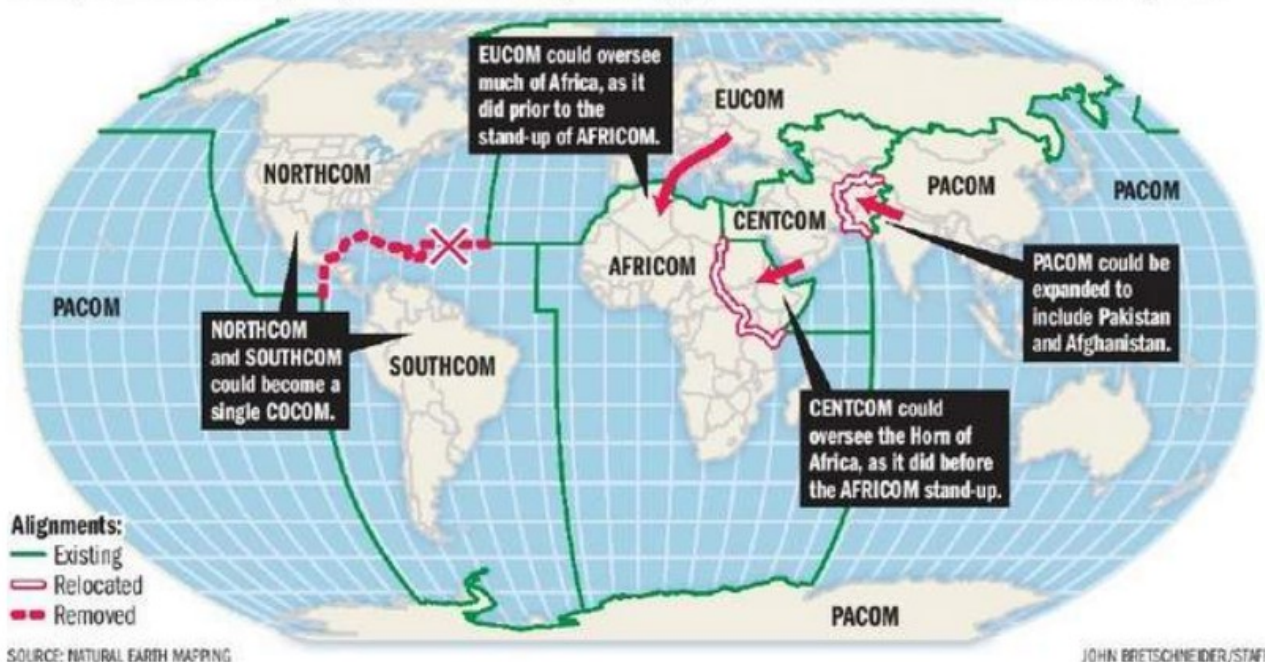 EUCOM could oversee
much of Africa, as it
did prior to the
stand-up of AFRICOM.
EUCOM
NORTHCOM
PACOM
PACOM
CENTCOM
AFRICOM
PACOM could be
expanded to
include Pakistan
and Afghanistan.
PACOM
NORTHCOM
and SOUTHCOM
could become a
single COCOM.
SOUTHCOM
CENTCOM could
oversee the Horn of
Africa, as it did before
the AFRICOM stand-up.
Alignments:
Existing
Relocated
Removed
PACOM
SOURCE: NATURAL EARTH MAPPING
JOHN BRETSCHNEIDER/STAFF